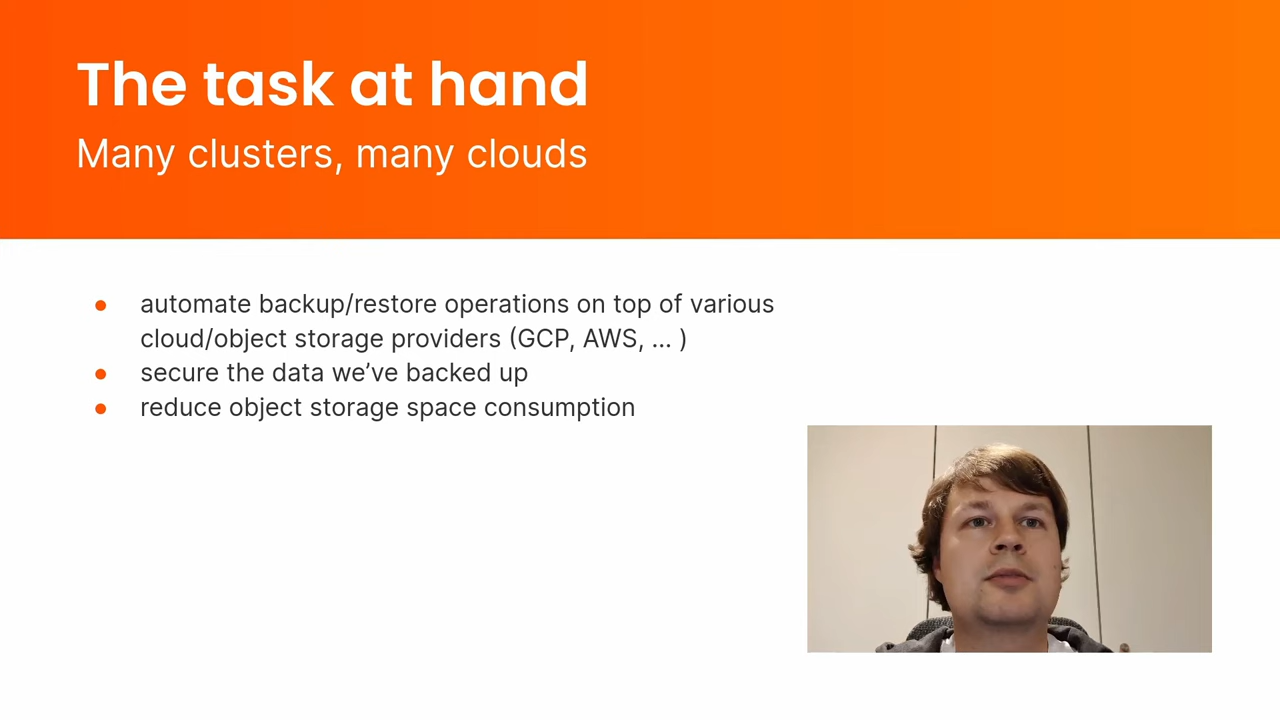 The task at hand
Many clusters, many clouds
● automate backup/restore operations on top of various
cloud/object storage providers (GCP, AWS, ... )
● secure the data we’ve backed up
● reduce object storage space consumption